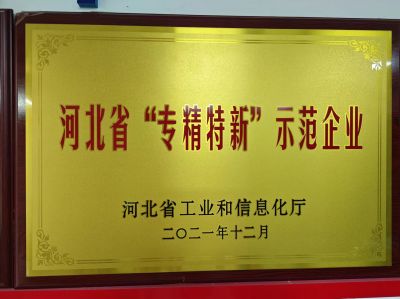 河北省“专精特新”示范企业
河北省工业和信息化厅
二〇二一年十二月